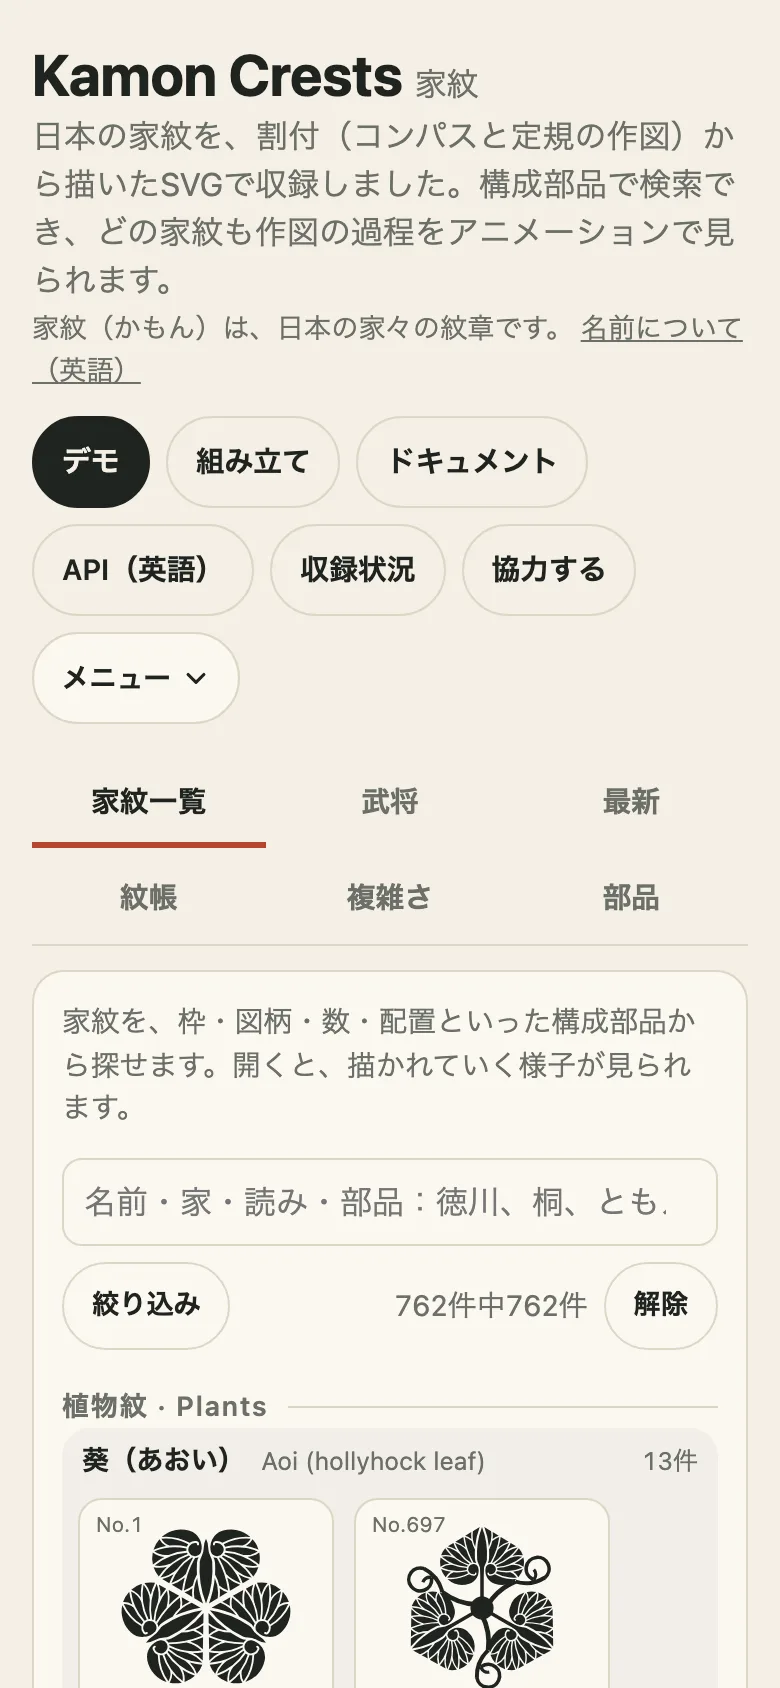 Kamon Crests 家紋
日本の家紋を、割付（コンパスと定規の作図）か
ら描いたSVGで収録しました。構成部品で検索で
き、どの家紋も作図の過程をアニメーションで見
られます。
家紋（かもん）は、日本の家々の紋章です。 名前について
（英語）
デモ 組み立て ドキュメント
API（英語） 収録状況 協力する
メニュー
家紋一覧 武将 最新
紋帳 複雑さ 部品
家紋を、枠・図柄・数・配置といった構成部品か
ら探せます。開くと、描かれていく様子が見られ
ます。
名前・家・読み・部品：徳川、桐、とも
絞り込み 762件中762件 解除
植物紋 · Plants
葵（あおい） Aoi (hollyhock leaf) 13件
No.1 No.697